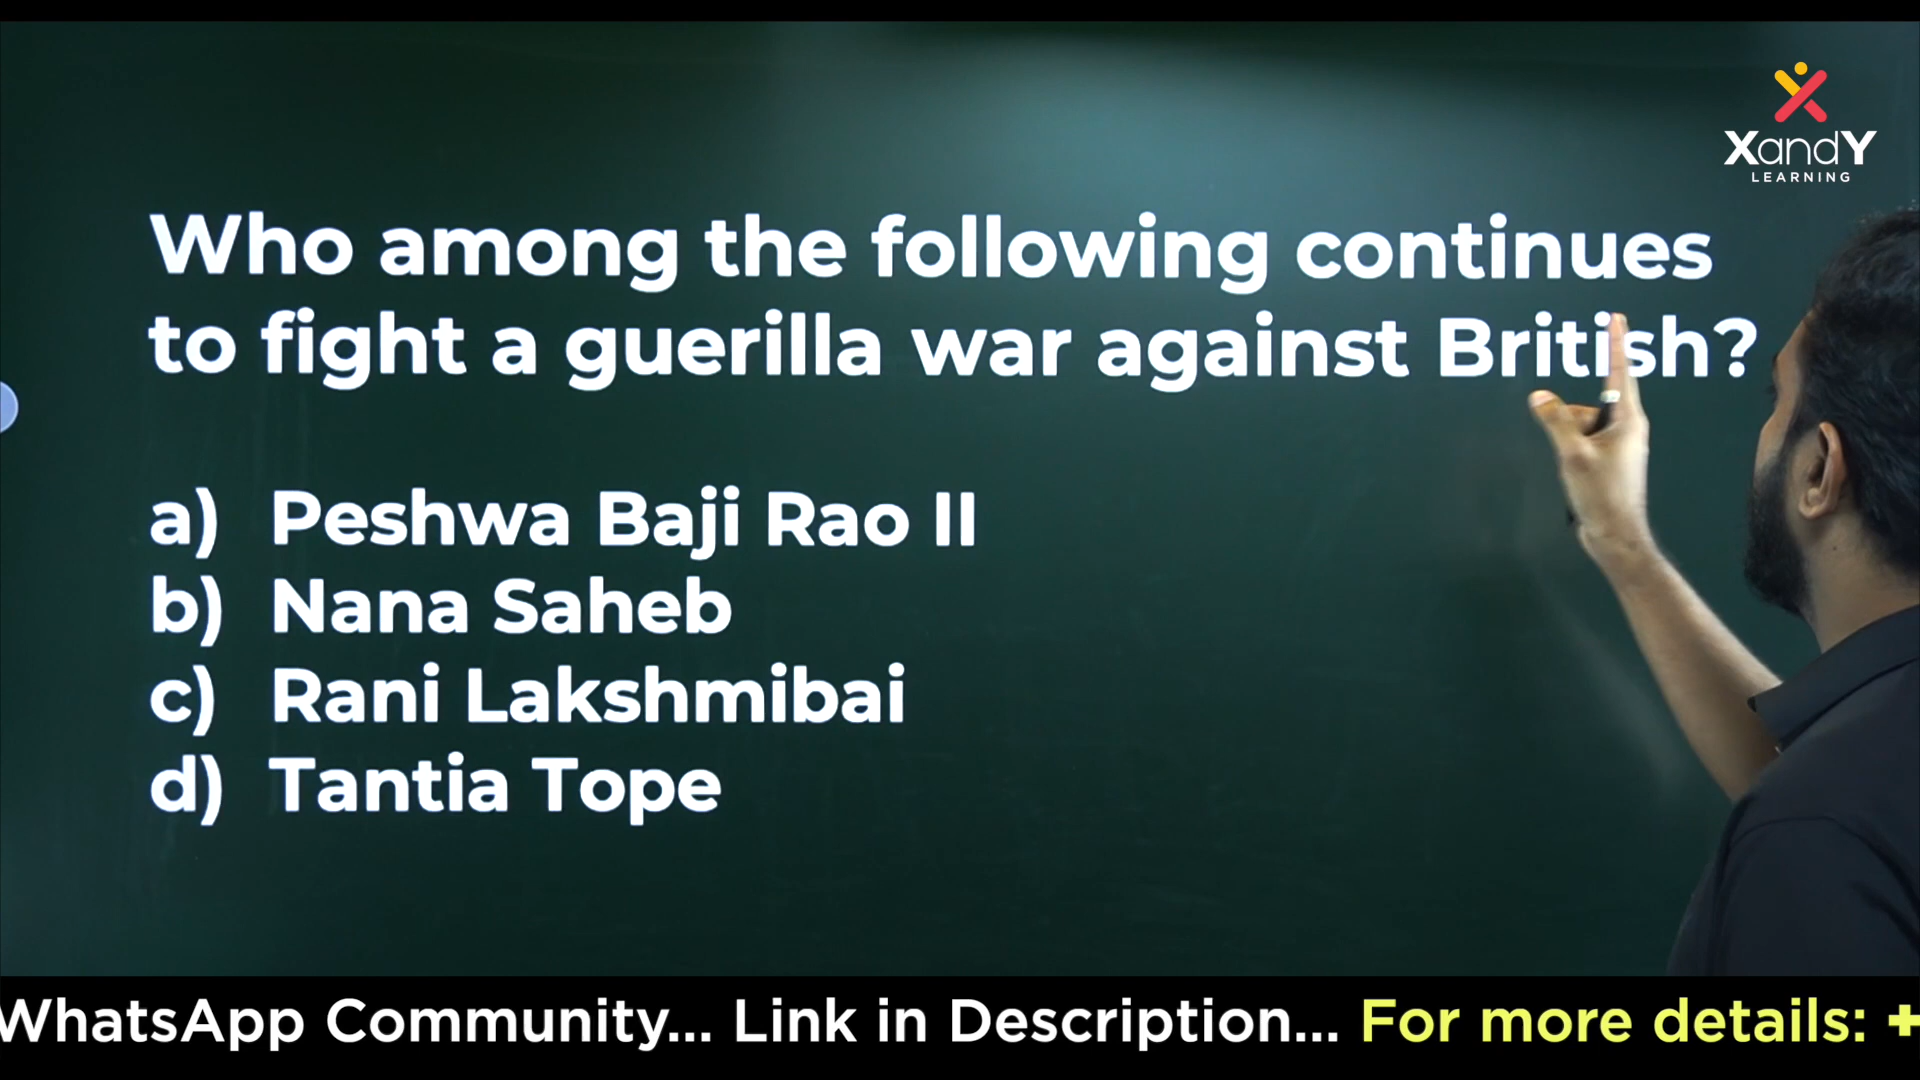 XandY
LEARNING
Who among the following continues
to fight a guerilla war against British?
a) Peshwa Baji Rao II
b) Nana Saheb
c) Rani Lakshmibai
d) Tantia Tope
WhatsApp Community... Link in Description... For more details: +